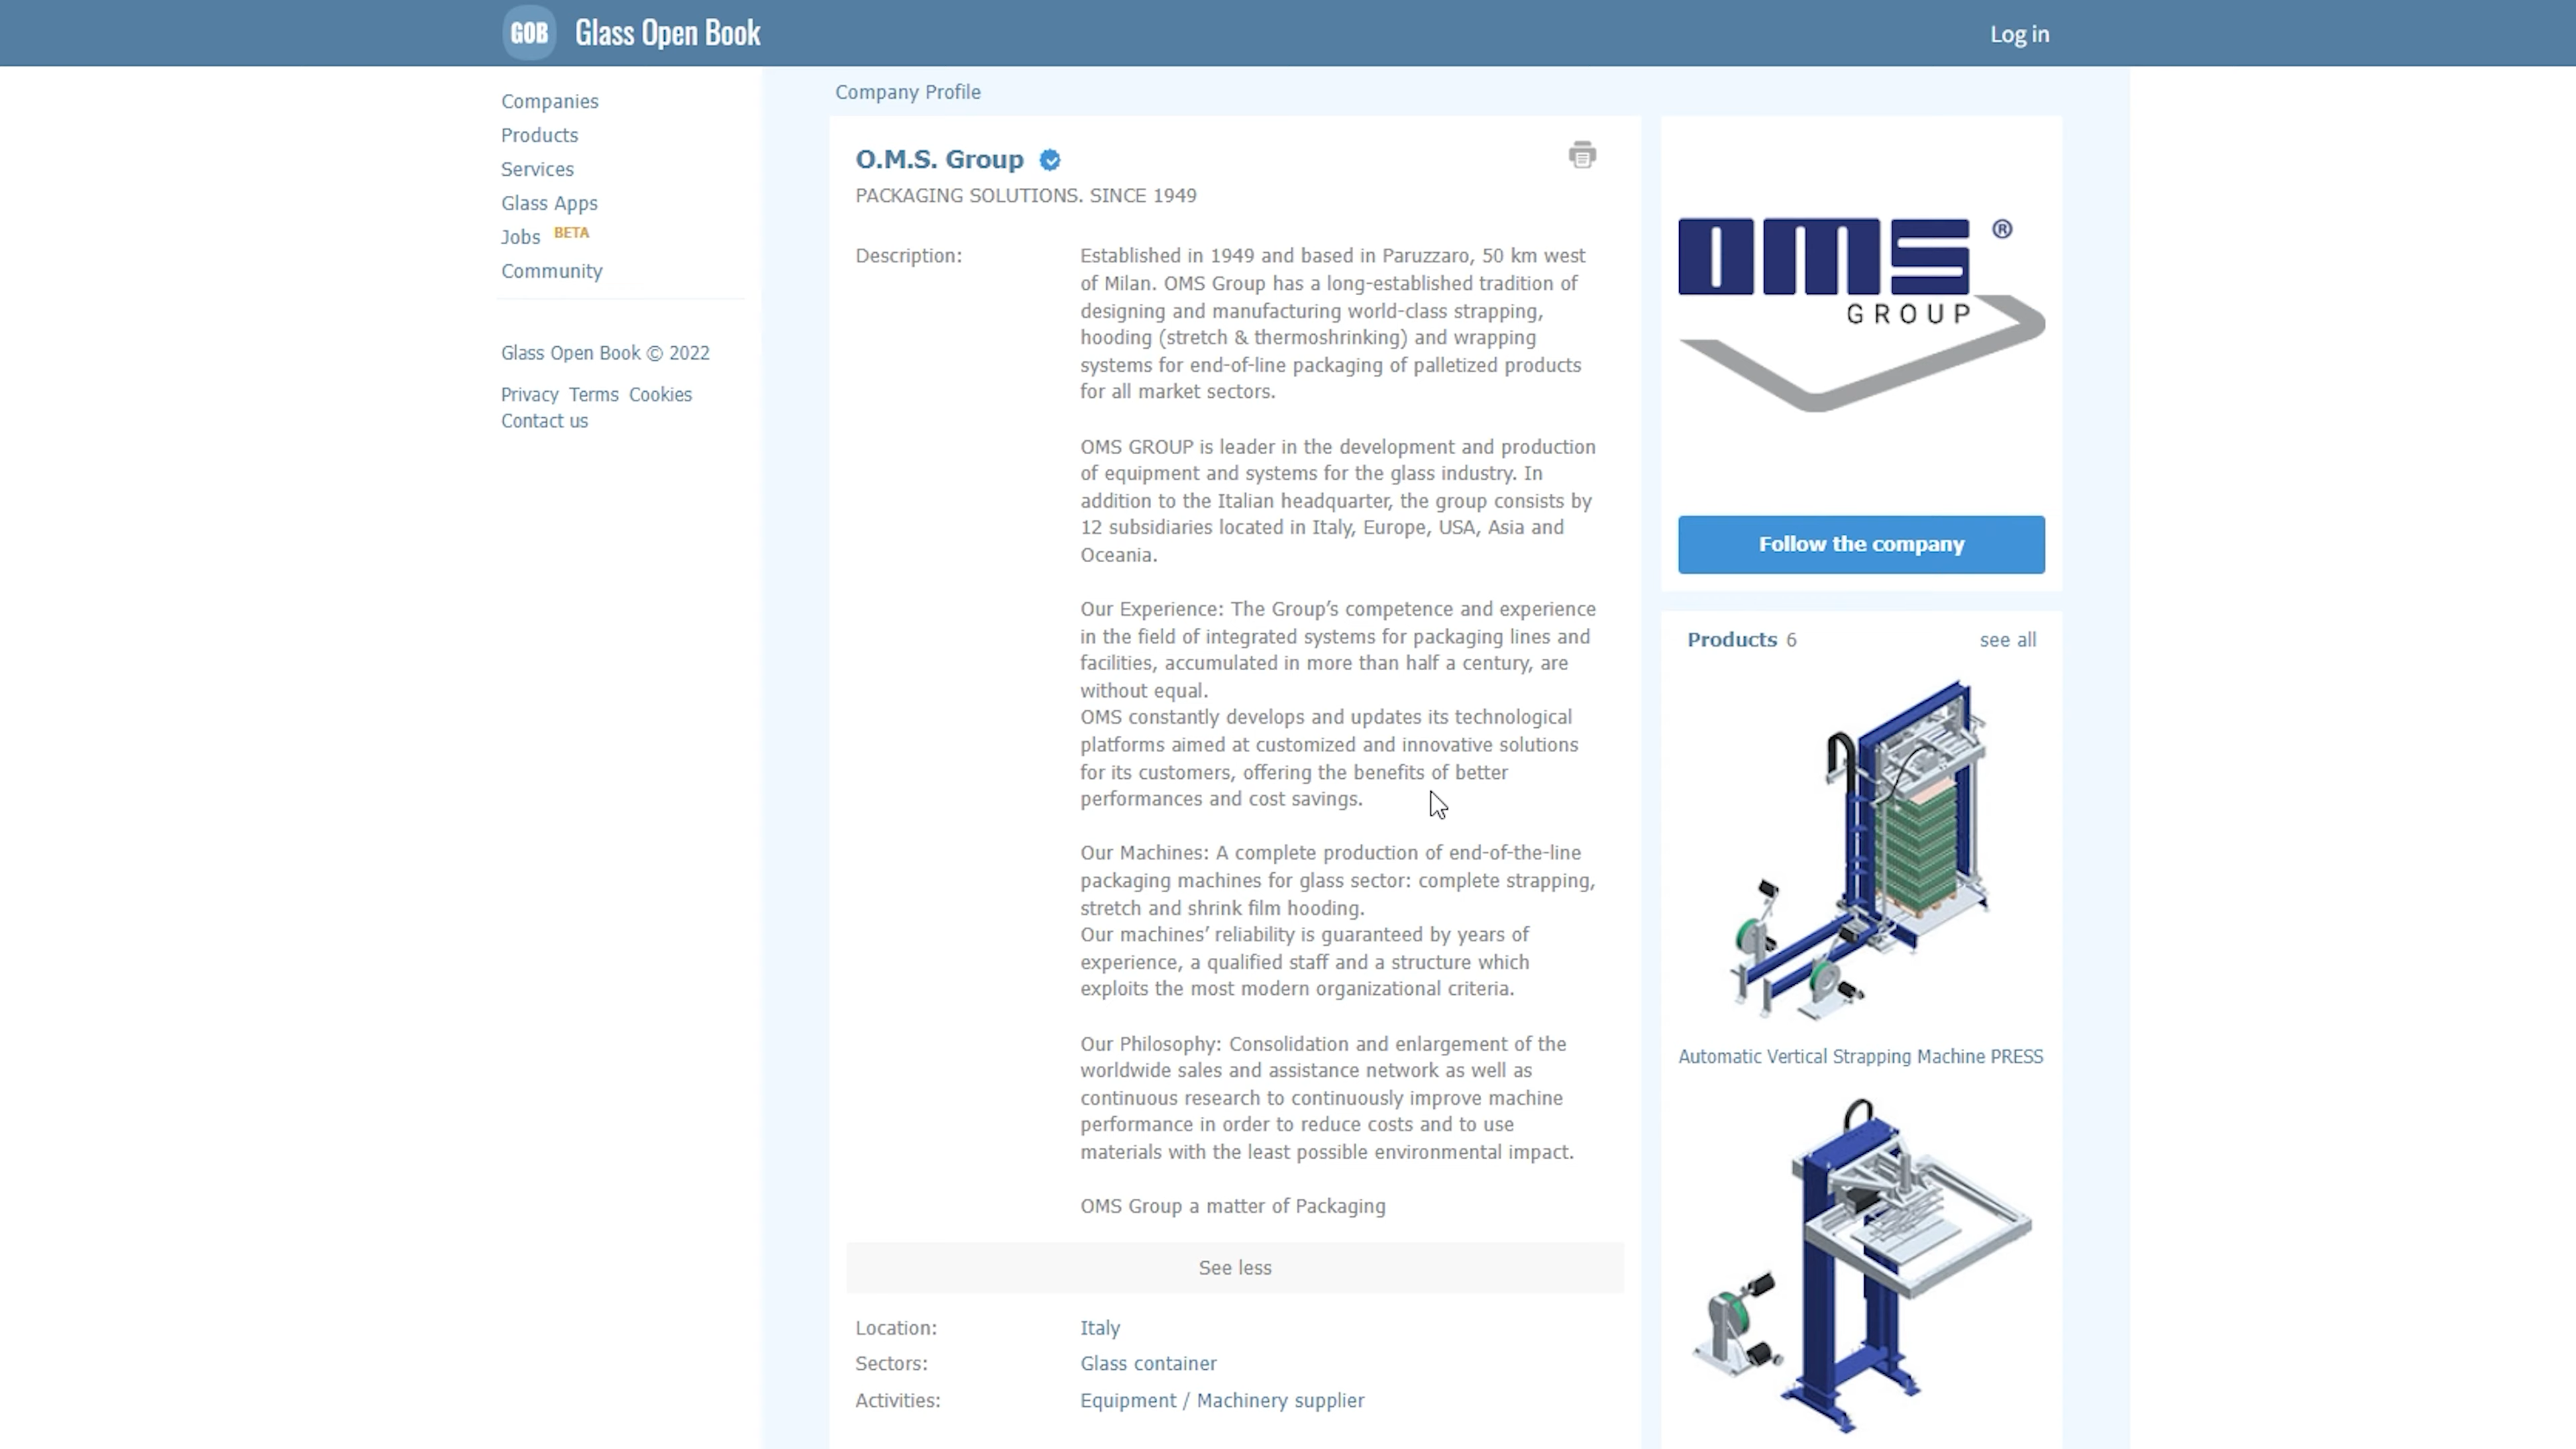 GOB Glass Open Book
Log in
Companies
Products
Services
Glass Apps
Jobs BETA
Community
Glass Open Book © 2022
Privacy Terms Cookies
Contact us
Company Profile
O.M.S. Group
PACKAGING SOLUTIONS. SINCE 1949
Description:
Established in 1949 and based in Paruzzaro, 50 km west
of Milan. OMS Group has a long-established tradition of
designing and manufacturing world-class strapping,
hooding (stretch & thermoshrinking) and wrapping
systems for end-of-line packaging of palletized products
for all market sectors.
OMS GROUP is leader in the development and production
of equipment and systems for the glass industry. In
addition to the Italian headquarter, the group consists by
12 subsidiaries located in Italy, Europe, USA, Asia and
Oceania.
Our Experience: The Group’s competence and experience
in the field of integrated systems for packaging lines and
facilities, accumulated in more than half a century, are
without equal.
OMS constantly develops and updates its technological
platforms aimed at customized and innovative solutions
for its customers, offering the benefits of better
performances and cost savings.
Our Machines: A complete production of end-of-the-line
packaging machines for glass sector: complete strapping,
stretch and shrink film hooding.
Our machines’ reliability is guaranteed by years of
experience, a qualified staff and a structure which
exploits the most modern organizational criteria.
Our Philosophy: Consolidation and enlargement of the
worldwide sales and assistance network as well as
continuous research to continuously improve machine
performance in order to reduce costs and to use
materials with the least possible environmental impact.
OMS Group a matter of Packaging
See less
Location: Italy
Sectors: Glass container
Activities: Equipment / Machinery supplier
OMS ®
GROUP
Follow the company
Products 6 see all
Automatic Vertical Strapping Machine PRESS